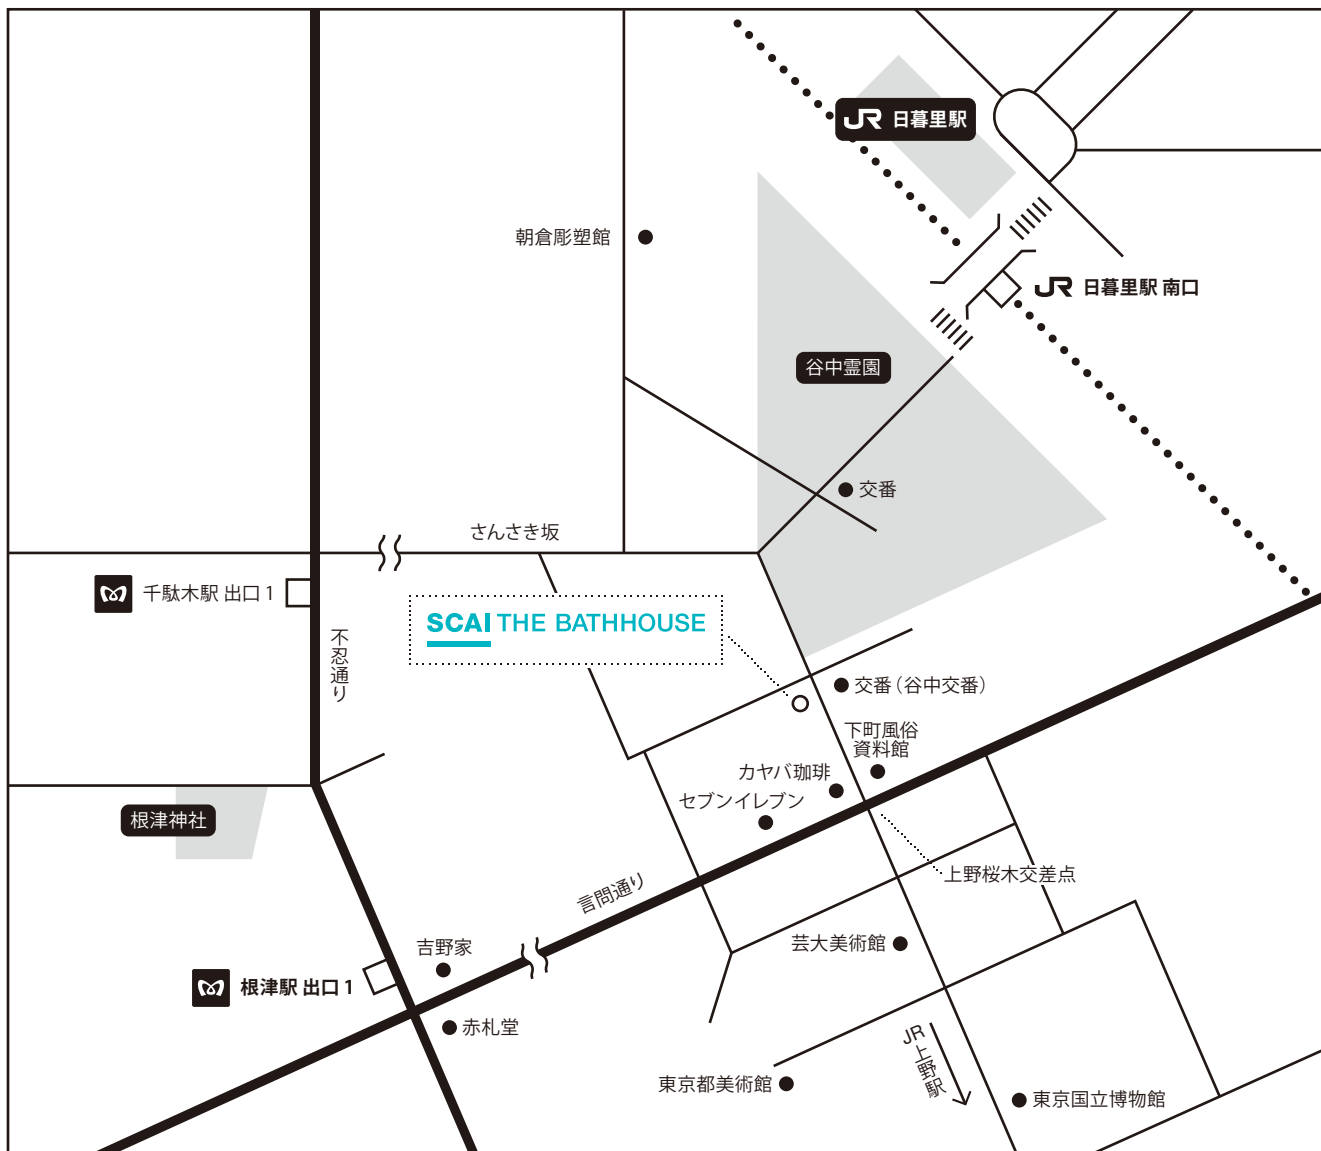 JR 日暮里駅
朝倉彫塑館
JR 日暮里駅 南口
谷中霊園
交番
さんさき坂
千駄木駅 出口 1
SCAI THE BATHHOUSE
不忍通り
交番（谷中交番）
下町風俗
資料館
カヤバ珈琲
セブンイレブン
根津神社
上野桜木交差点
言問通り
吉野家
芸大美術館
根津駅 出口 1
赤札堂
JR上野駅
東京都美術館
東京国立博物館